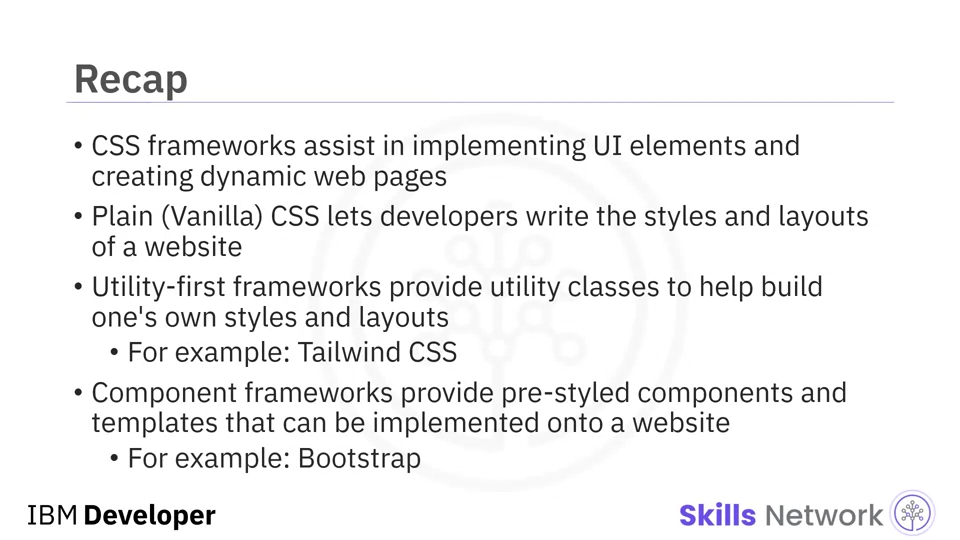 Recap
• CSS frameworks assist in implementing UI elements and
creating dynamic web pages
• Plain (Vanilla) CSS lets developers write the styles and layouts
of a website
• Utility-first frameworks provide utility classes to help build
one's own styles and layouts
• For example: Tailwind CSS
• Component frameworks provide pre-styled components and
templates that can be implemented onto a website
• For example: Bootstrap
IBM Developer
Skills Network